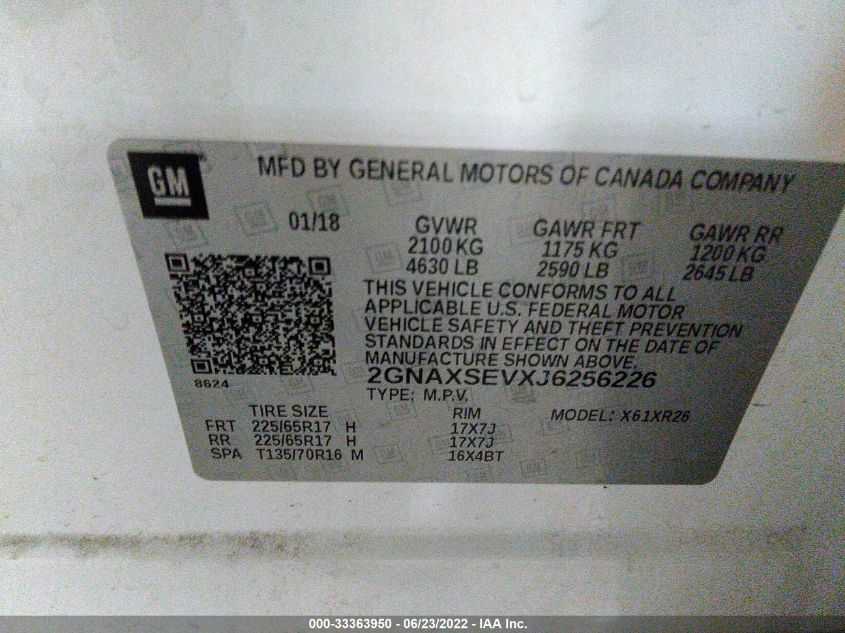 GM
MFD BY GENERAL MOTORS OF CANADA COMPANY
01/18 GVWR GAWR FRT GAWR RR
2100 KG 1175 KG 1200 KG
4630 LB 2590 LB 2645 LB
THIS VEHICLE CONFORMS TO ALL
APPLICABLE U.S. FEDERAL MOTOR
VEHICLE SAFETY AND THEFT PREVENTION
STANDARDS IN EFFECT ON THE DATE OF
MANUFACTURE SHOWN ABOVE.
8624 2GNAXSEVXJ6256226
TYPE: M.P.V.
TIRE SIZE RIM MODEL: X61XR26
FRT 225/65R17 H 17X7J
RR 225/65R17 H 17X7J
SPA T135/70R16 M 16X4BT
000-33363950 - 06/23/2022 - IAA Inc.